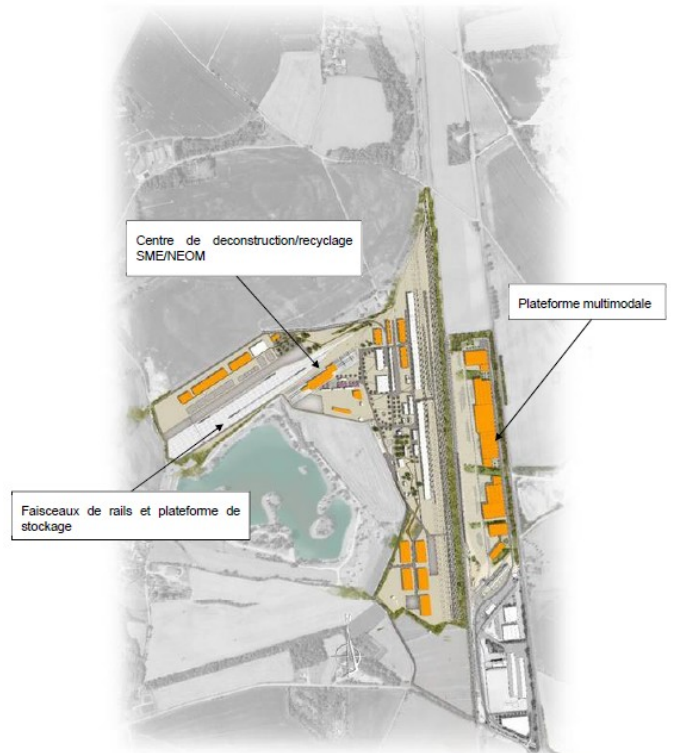 Centre de deconstruction/recyclage
SME/NEOM
Plateforme multimodale
Faisceaux de rails et plateforme de
stockage